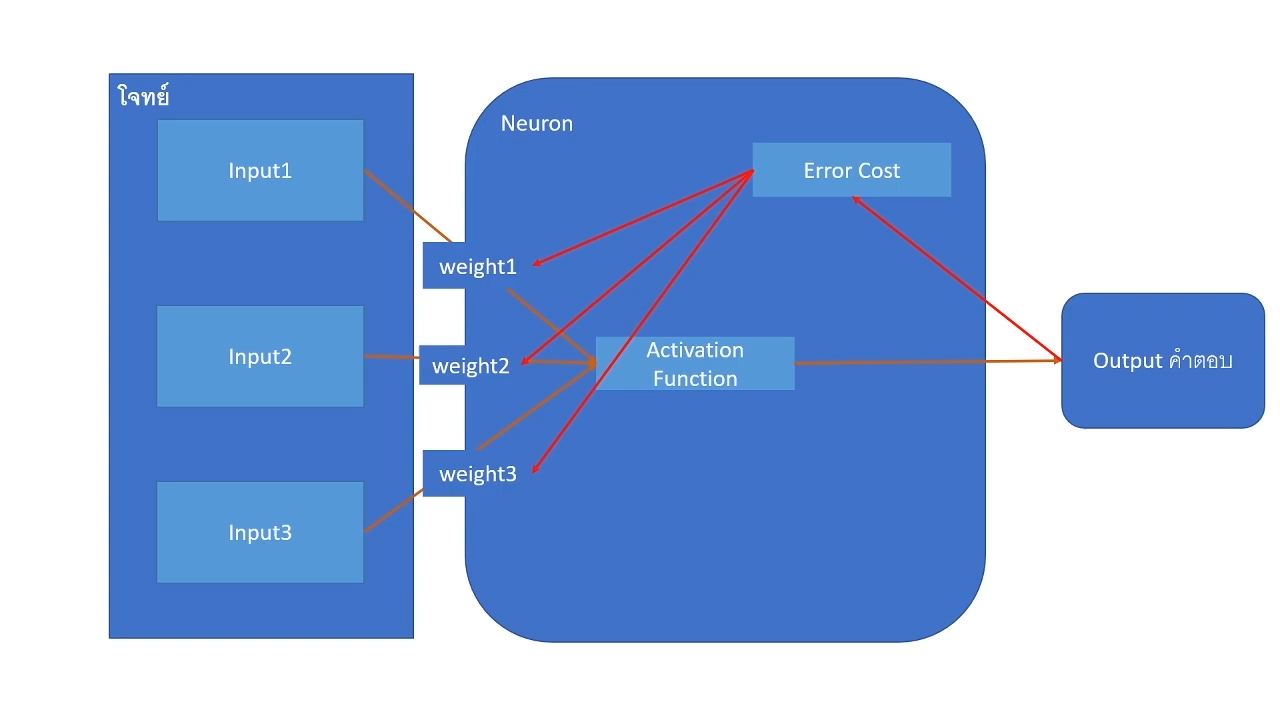 โจทย์
Input1
Input2
Input3
Neuron
weight1
weight2
weight3
Error Cost
Activation
Function
Output คำตอบ